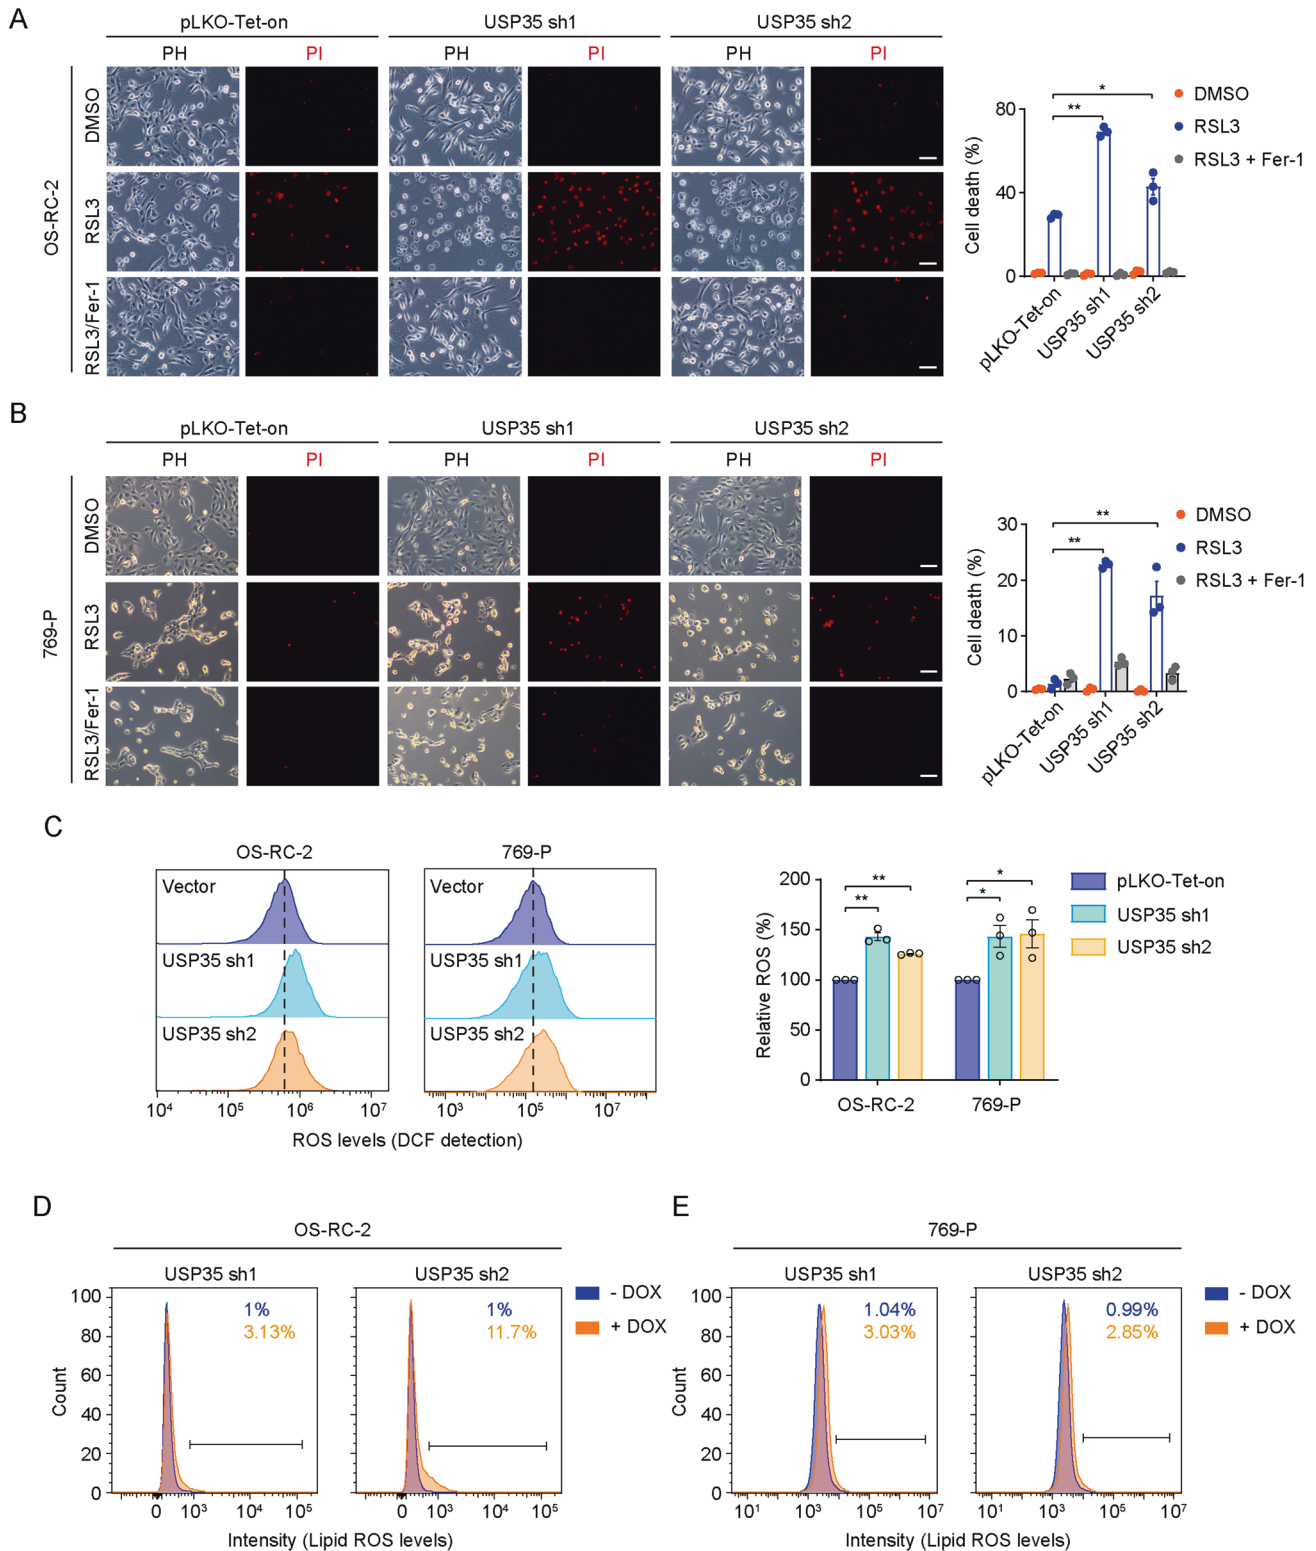 A
pLKO-Tet-on USP35 sh1 USP35 sh2
PH PI PH PI PH PI
OS-RC-2
DMSO
RSL3
RSL3/Fer-1
Cell death (%)
80
40
0
* 
**
DMSO
RSL3
RSL3 + Fer-1
pLKO-Tet-on USP35 sh1 USP35 sh2
B
pLKO-Tet-on USP35 sh1 USP35 sh2
PH PI PH PI PH PI
769-P
DMSO
RSL3
RSL3/Fer-1
Cell death (%)
30
20
10
0
**
**
DMSO
RSL3
RSL3 + Fer-1
pLKO-Tet-on USP35 sh1 USP35 sh2
C
OS-RC-2 769-P
Vector Vector
USP35 sh1 USP35 sh1
USP35 sh2 USP35 sh2
10⁴ 10⁵ 10⁶ 10⁷ 10³ 10⁵ 10⁷
ROS levels (DCF detection)
Relative ROS (%)
200
150
100
50
0
** *
** *
OS-RC-2 769-P
pLKO-Tet-on
USP35 sh1
USP35 sh2
D
OS-RC-2
USP35 sh1 USP35 sh2
Count
100
80
60
40
20
0
1% 1%
3.13% 11.7%
0 10³ 10⁴ 10⁵ 0 10³ 10⁴ 10⁵
Intensity (Lipid ROS levels)
- DOX
+ DOX
E
769-P
USP35 sh1 USP35 sh2
Count
100
80
60
40
20
0
1.04% 0.99%
3.03% 2.85%
10¹ 10³ 10⁵ 10⁷ 10¹ 10³ 10⁵ 10⁷
Intensity (Lipid ROS levels)
- DOX
+ DOX